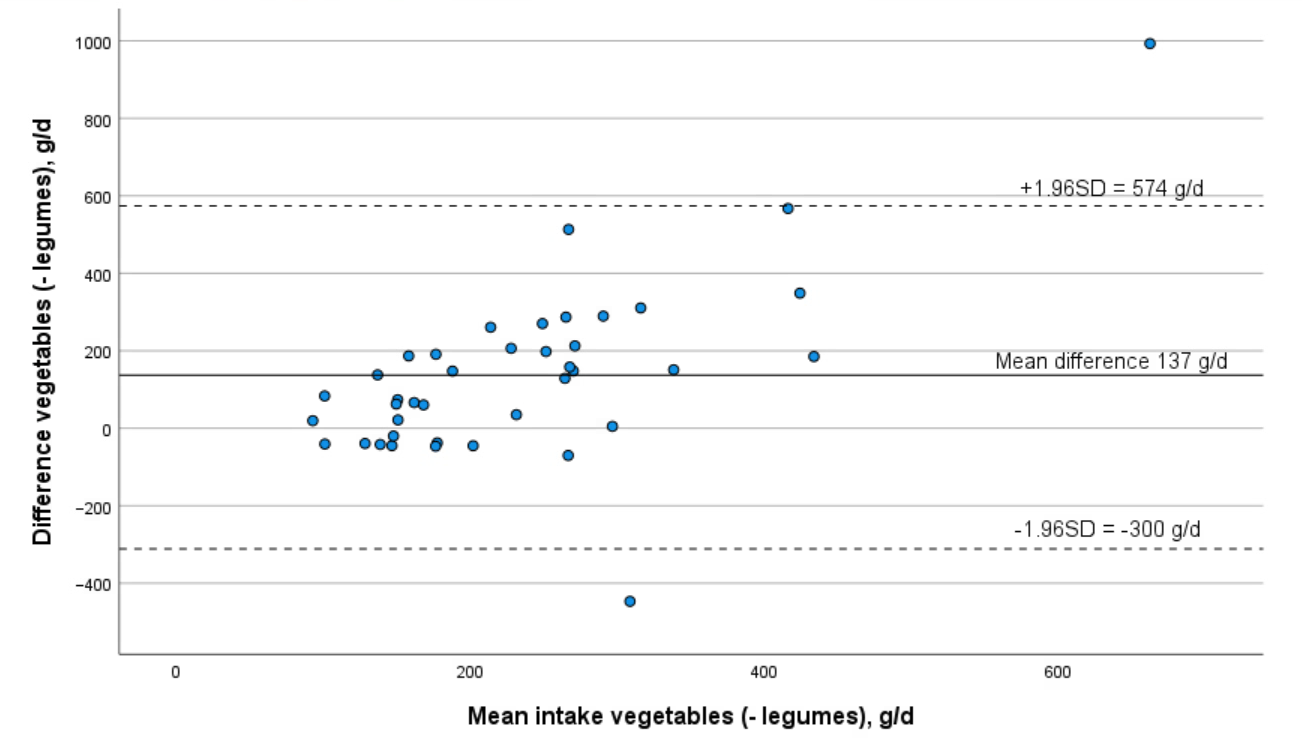 1000
800
600
400
200
0
−200
−400
+1.96SD = 574 g/d
Mean difference 137 g/d
-1.96SD = -300 g/d
Difference vegetables (- legumes), g/d
0 200 400 600
Mean intake vegetables (- legumes), g/d